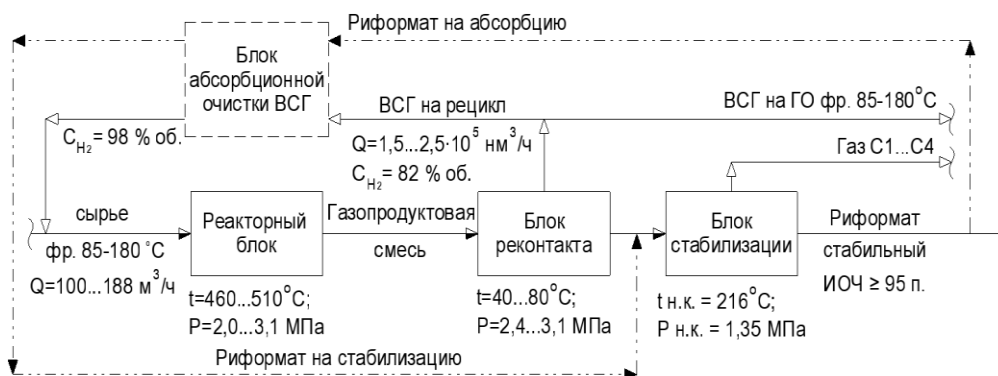 Риформат на абсорбцию
Блок
абсорбционной
очистки ВСГ
ВСГ на рецикл
ВСГ на ГО фр. 85-180°С
C_H₂ = 98 % об.
Q=1,5...2,5·10⁵ нм³/ч
C_H₂ = 82 % об.
Газ С1...С4
сырье
фр. 85-180 °С
Q=100...188 м³/ч
Реакторный
блок
Газопродуктовая
смесь
Блок
реконтакта
Блок
стабилизации
Риформат
стабильный
ИОЧ ≥ 95 п.
t=460...510°С;
Р=2,0...3,1 МПа
t=40...80°С;
Р=2,4...3,1 МПа
t н.к. = 216°С;
Р н.к. = 1,35 МПа
Риформат на стабилизацию